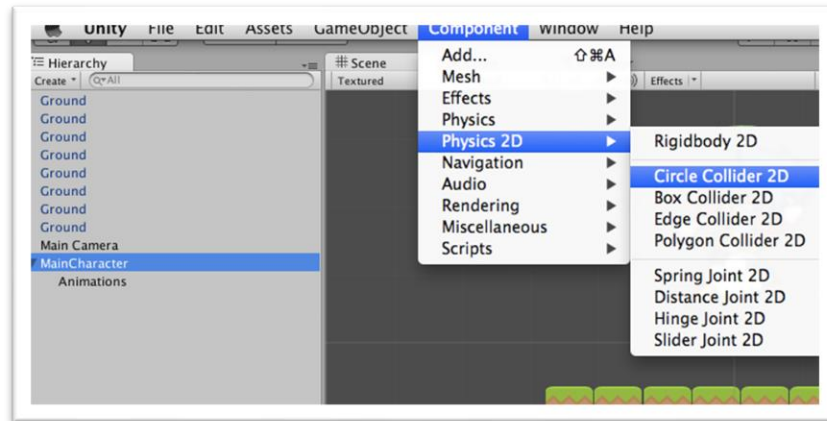 Unity File Edit Assets GameObject Component Window Help
Hierarchy
Create
All
Ground
Ground
Ground
Ground
Ground
Ground
Ground
Ground
Main Camera
MainCharacter
Animations
# Scene
Textured
Effects
Add... ⇧⌘A
Mesh
Effects
Physics
Physics 2D
Navigation
Audio
Rendering
Miscellaneous
Scripts
Rigidbody 2D
Circle Collider 2D
Box Collider 2D
Edge Collider 2D
Polygon Collider 2D
Spring Joint 2D
Distance Joint 2D
Hinge Joint 2D
Slider Joint 2D